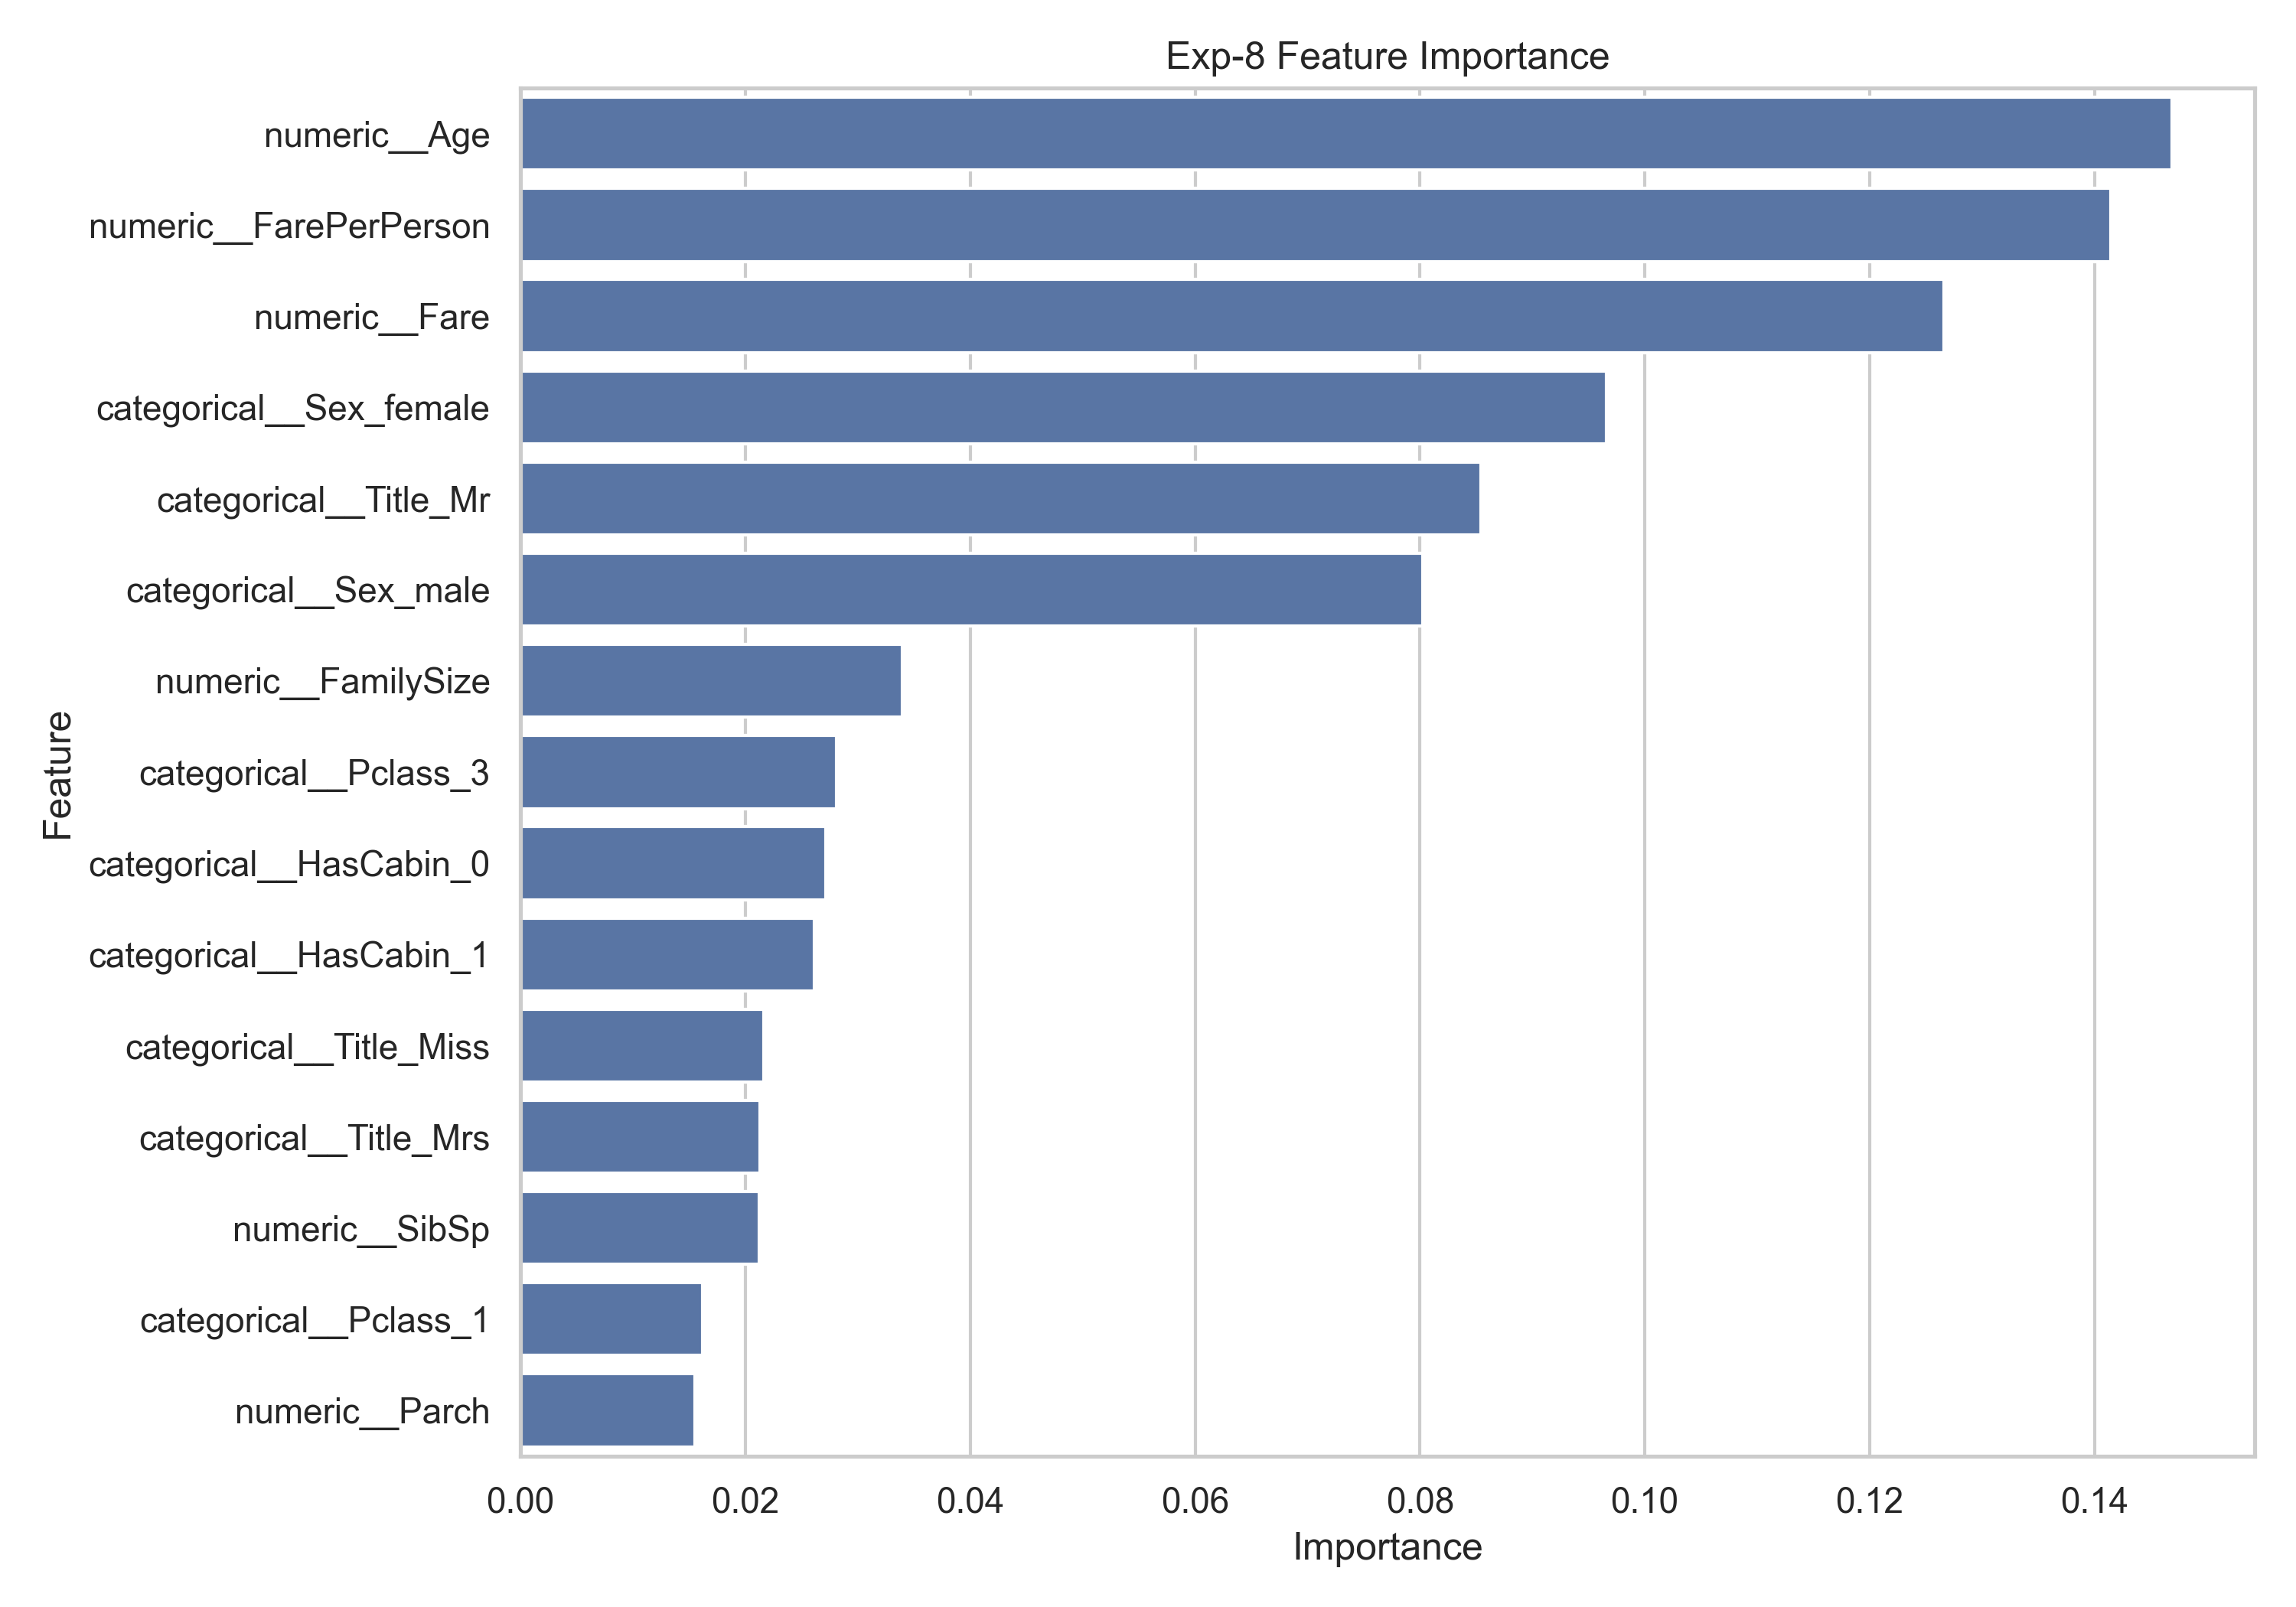 Exp-8 Feature Importance
numeric__Age
numeric__FarePerPerson
numeric__Fare
categorical__Sex_female
categorical__Title_Mr
categorical__Sex_male
numeric__FamilySize
categorical__Pclass_3
categorical__HasCabin_0
categorical__HasCabin_1
categorical__Title_Miss
categorical__Title_Mrs
numeric__SibSp
categorical__Pclass_1
numeric__Parch
Feature
0.00 0.02 0.04 0.06 0.08 0.10 0.12 0.14
Importance